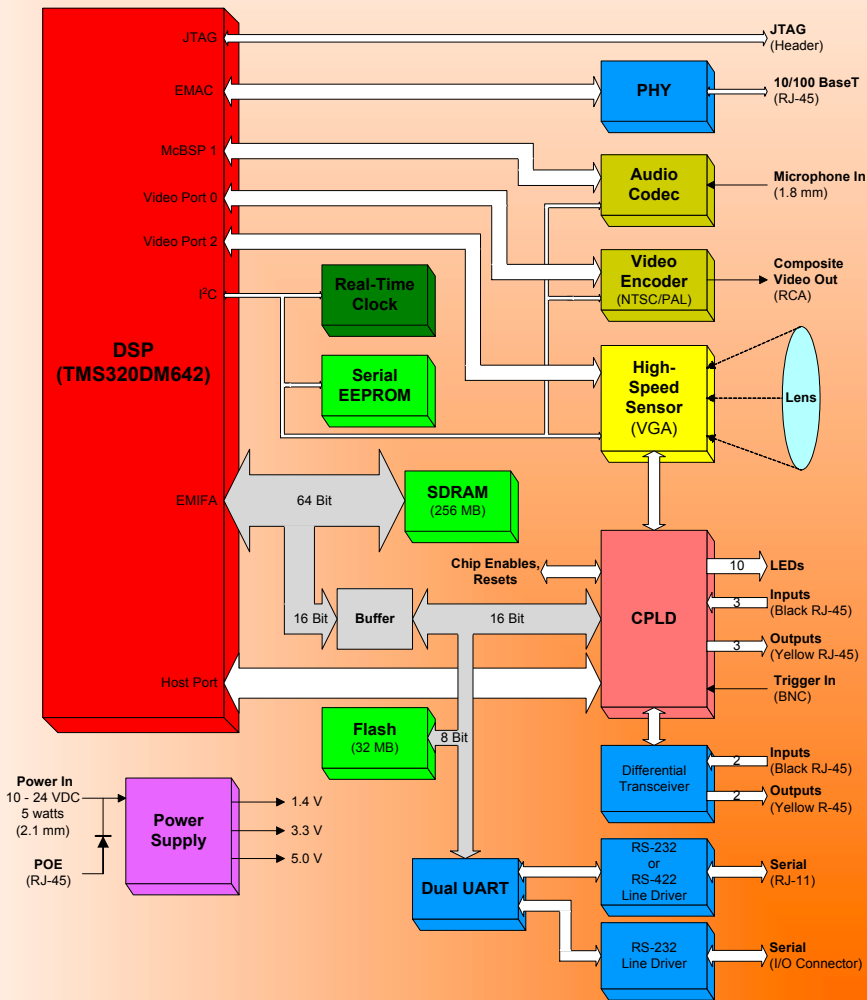 JTAG
JTAG
(Header)
EMAC
PHY
10/100 BaseT
(RJ-45)
McBSP 1
Audio
Codec
Microphone In
(1.8 mm)
Video Port 0
Video Port 2
Video
Encoder
(NTSC/PAL)
Composite
Video Out
(RCA)
I²C
Real-Time
Clock
DSP
(TMS320DM642)
Serial
EEPROM
High-
Speed
Sensor
(VGA)
Lens
EMIFA
64 Bit
SDRAM
(256 MB)
Chip Enables,
Resets
CPLD
10
LEDs
3
Inputs
(Black RJ-45)
3
Outputs
(Yellow RJ-45)
Trigger In
(BNC)
16 Bit
Buffer
16 Bit
Host Port
Flash
(32 MB)
8 Bit
Differential
Transceiver
2
Inputs
(Black RJ-45)
2
Outputs
(Yellow R-45)
Power In
10 - 24 VDC
5 watts
(2.1 mm)
POE
(RJ-45)
Power
Supply
1.4 V
3.3 V
5.0 V
Dual UART
RS-232
or
RS-422
Line Driver
Serial
(RJ-11)
RS-232
Line Driver
Serial
(I/O Connector)